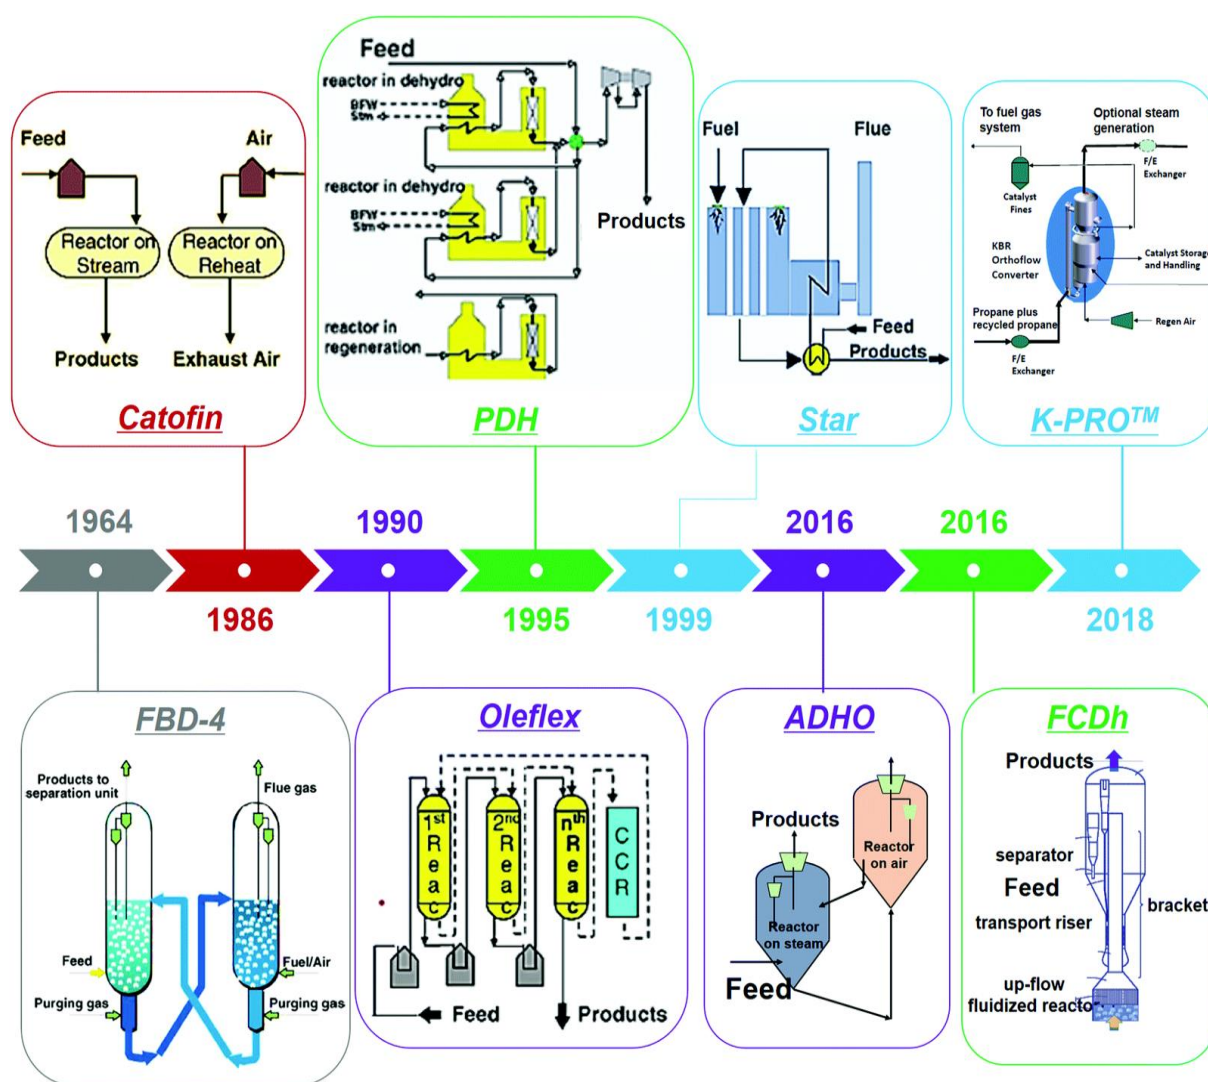 Feed
Air
Reactor on
Stream
Reactor on
Reheat
Products
Exhaust Air
Catofin
Feed
reactor in dehydro
BFW
Stm
reactor in dehydro
BFW
Stm
Products
reactor in
regeneration
PDH
Fuel
Flue
Feed
Products
Star
To fuel gas
system
Optional steam
generation
F/E
Exchanger
Catalyst
Fines
KBR
Orthoflow
Converter
Catalyst Storage
and Handling
Propane plus
recycled propane
Regen Air
F/E
Exchanger
K-PRO™
1964
1990
2016
2016
1986
1995
1999
2018
FBD-4
Products to
separation unit
Flue gas
Feed
Fuel/Air
Purging gas
Purging gas
Oleflex
1st
R
e
a
c
2nd
R
e
a
c
nth
R
e
a
c
C
C
R
Feed
Products
ADHO
Products
Reactor
on air
Reactor
on steam
Feed
FCDh
Products
separator
Feed
transport riser
bracket
up-flow
fluidized reacto